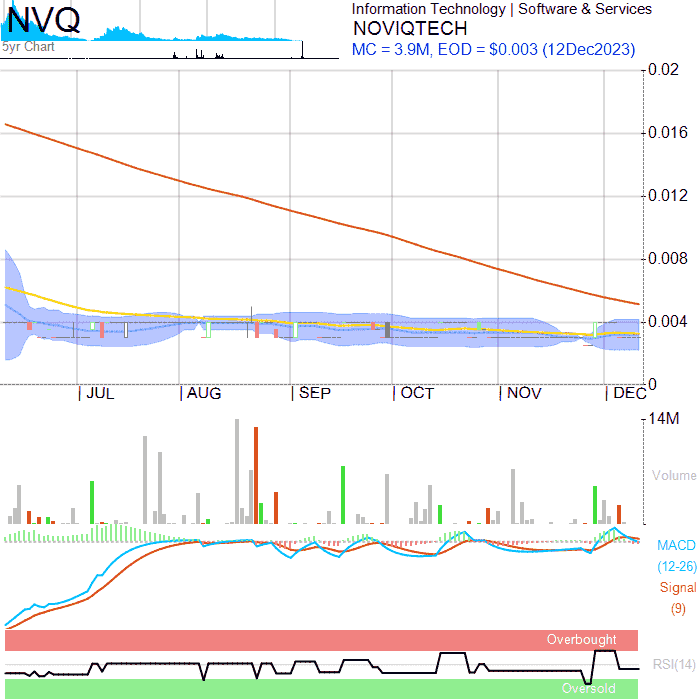 NVQ
5yr Chart
Information Technology | Software & Services
NOVIQTECH
MC = 3.9M, EOD = $0.003 (12Dec2023)
0.02
0.016
0.012
0.008
0.004
0
| JUL | AUG | SEP | OCT | NOV | DEC
14M
Volume
MACD
(12-26)
Signal
(9)
Overbought
RSI(14)
Oversold